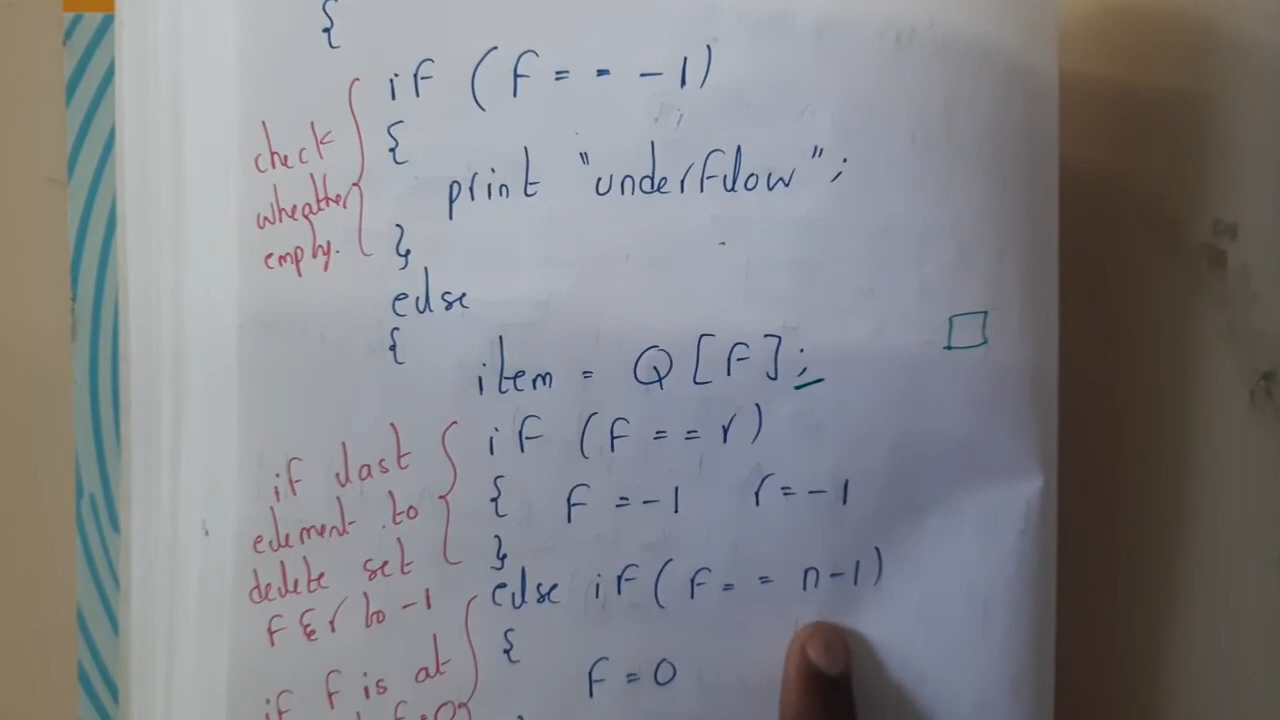 {
if (f == -1)
{
check
print "underflow";
wheather
empty.
}
else
{
item = Q[f];
if (f == r)
if last
{ f = -1 r = -1
element to
}
delete set
else if (f == n-1)
f & r to -1
{
if f is at
f = 0